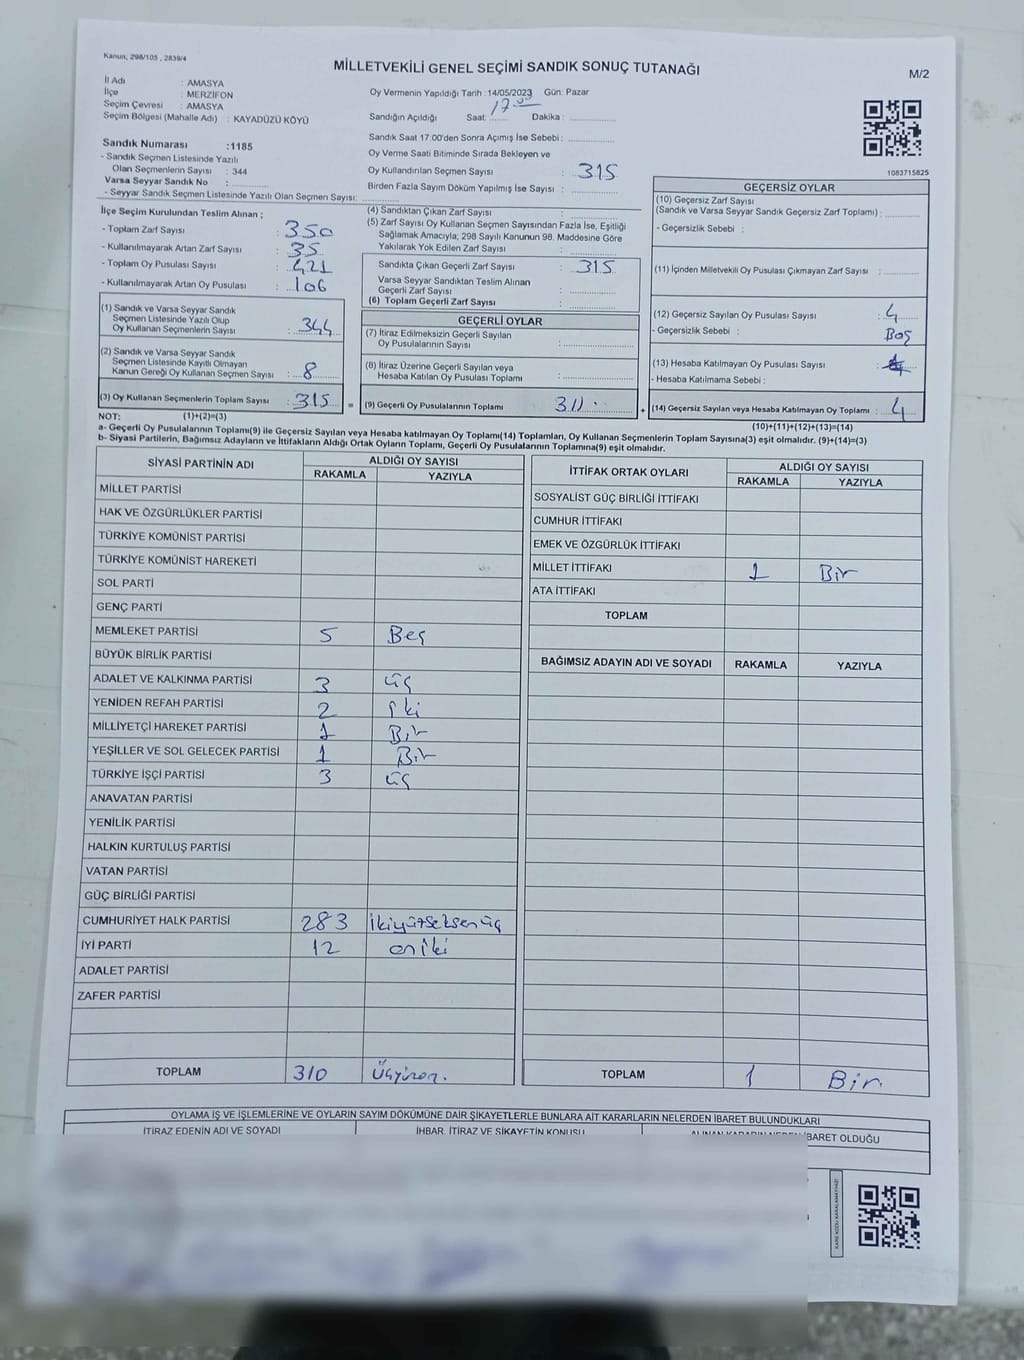 Kanun; 298/105 , 2839/4
MİLLETVEKİLİ GENEL SEÇİMİ SANDIK SONUÇ TUTANAĞI
M/2
İl Adı : AMASYA
İlçe : MERZİFON
Seçim Çevresi : AMASYA
Seçim Bölgesi (Mahalle Adı) : KAYADÜZÜ KÖYÜ
Sandık Numarası :1185
- Sandık Seçmen Listesinde Yazılı
Olan Seçmenlerin Sayısı : 344
Varsa Seyyar Sandık No :
- Seyyar Sandık Seçmen Listesinde Yazılı Olan Seçmen Sayısı:
Oy Vermenin Yapıldığı Tarih :14/05/2023 Gün: Pazar
Sandığın Açıldığı Saat: 17.00 Dakika :
Sandık Saat 17:00'den Sonra Açımış İse Sebebi :
Oy Verme Saati Bitiminde Sırada Bekleyen ve
Oy Kullandırılan Seçmen Sayısı : 315
Birden Fazla Sayım Döküm Yapılmış İse Sayısı :
1083715825
İlçe Seçim Kurulundan Teslim Alınan ;
- Toplam Zarf Sayısı : 350
- Kullanılmayarak Artan Zarf Sayısı : 35
- Toplam Oy Pusulası Sayısı : 421
- Kullanılmayarak Artan Oy Pusulası : 106
(1) Sandık ve Varsa Seyyar Sandık
Seçmen Listesinde Yazılı Olup
Oy Kullanan Seçmenlerin Sayısı : 344
(2) Sandık ve Varsa Seyyar Sandık
Seçmen Listesinde Kayıtlı Olmayan
Kanun Gereği Oy Kullanan Seçmen Sayısı : 8
(3) Oy Kullanan Seçmenlerin Toplam Sayısı : 315 =
(4) Sandıktan Çıkan Zarf Sayısı :
(5) Zarf Sayısı Oy Kullanan Seçmen Sayısından Fazla İse, Eşitliği
Sağlamak Amacıyla; 298 Sayılı Kanunun 98. Maddesine Göre
Yakılarak Yok Edilen Zarf Sayısı :
Sandıkta Çıkan Geçerli Zarf Sayısı : 315
Varsa Seyyar Sandıktan Teslim Alınan
Geçerli Zarf Sayısı :
(6) Toplam Geçerli Zarf Sayısı :
GEÇERLİ OYLAR
(7) İtiraz Edilmeksizin Geçerli Sayılan
Oy Pusulalarının Sayısı :
(8) İtiraz Üzerine Geçerli Sayılan veya
Hesaba Katılan Oy Pusulası Toplamı :
(9) Geçerli Oy Pusulalarının Toplamı : 311 +
GEÇERSİZ OYLAR
(10) Geçersiz Zarf Sayısı
(Sandık ve Varsa Seyyar Sandık Geçersiz Zarf Toplamı) :
- Geçersizlik Sebebi :
(11) İçinden Milletvekili Oy Pusulası Çıkmayan Zarf Sayısı :
(12) Geçersiz Sayılan Oy Pusulası Sayısı : 4
- Geçersizlik Sebebi : Boş
(13) Hesaba Katılmayan Oy Pusulası Sayısı :
- Hesaba Katılmama Sebebi :
(14) Geçersiz Sayılan veya Hesaba Katılmayan Oy Toplamı : 4
NOT: (1)+(2)=(3)
(10)+(11)+(12)+(13)=(14)
a- Geçerli Oy Pusulalarının Toplamı(9) ile Geçersiz Sayılan veya Hesaba katılmayan Oy Toplamı(14) Toplamları, Oy Kullanan Seçmenlerin Toplam Sayısına(3) eşit olmalıdır. (9)+(14)=(3)
b- Siyasi Partilerin, Bağımsız Adayların ve İttifakların Aldığı Ortak Oyların Toplamı, Geçerli Oy Pusulalarının Toplamına(9) eşit olmalıdır.
SİYASİ PARTİNİN ADI ALDIĞI OY SAYISI
RAKAMLA YAZIYLA
MİLLET PARTİSİ
HAK VE ÖZGÜRLÜKLER PARTİSİ
TÜRKİYE KOMÜNİST PARTİSİ
TÜRKİYE KOMÜNİST HAREKETİ
SOL PARTİ
GENÇ PARTİ
MEMLEKET PARTİSİ 5 Beş
BÜYÜK BİRLİK PARTİSİ
ADALET VE KALKINMA PARTİSİ 3 üç
YENİDEN REFAH PARTİSİ 2 iki
MİLLİYETÇİ HAREKET PARTİSİ 1 Bir
YEŞİLLER VE SOL GELECEK PARTİSİ 1 Bir
TÜRKİYE İŞÇİ PARTİSİ 3 üç
ANAVATAN PARTİSİ
YENİLİK PARTİSİ
HALKIN KURTULUŞ PARTİSİ
VATAN PARTİSİ
GÜÇ BİRLİĞİ PARTİSİ
CUMHURİYET HALK PARTİSİ 283 ikiyüzseksenüç
İYİ PARTİ 12 oniki
ADALET PARTİSİ
ZAFER PARTİSİ
TOPLAM 310 Üçyüzon.
İTTİFAK ORTAK OYLARI ALDIĞI OY SAYISI
RAKAMLA YAZIYLA
SOSYALİST GÜÇ BİRLİĞİ İTTİFAKI
CUMHUR İTTİFAKI
EMEK VE ÖZGÜRLÜK İTTİFAKI
MİLLET İTTİFAKI 1 Bir
ATA İTTİFAKI
TOPLAM
BAĞIMSIZ ADAYIN ADI VE SOYADI RAKAMLA YAZIYLA
TOPLAM 1 Bir.
OYLAMA İŞ VE İŞLEMLERİNE VE OYLARIN SAYIM DÖKÜMÜNE DAİR ŞİKAYETLERLE BUNLARA AİT KARARLARIN NELERDEN İBARET BULUNDUKLARI
İTİRAZ EDENİN ADI VE SOYADI İHBAR, İTİRAZ VE ŞİKAYETİN KONUSU ALINAN KARARIN NEDEN İBARET OLDUĞU
KARE KODU KARALAMAYINIZ!